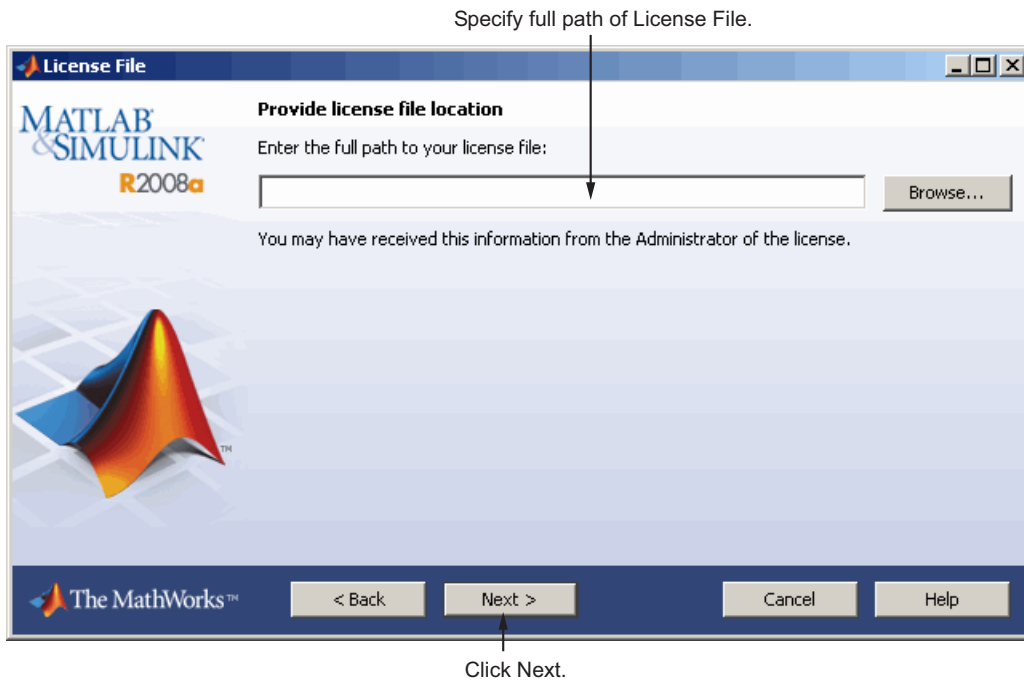 Specify full path of License File.
License File
MATLAB®
&SIMULINK®
R2008a
Provide license file location
Enter the full path to your license file:
Browse...
You may have received this information from the Administrator of the license.
TM
The MathWorks™
< Back
Next >
Cancel
Help
Click Next.